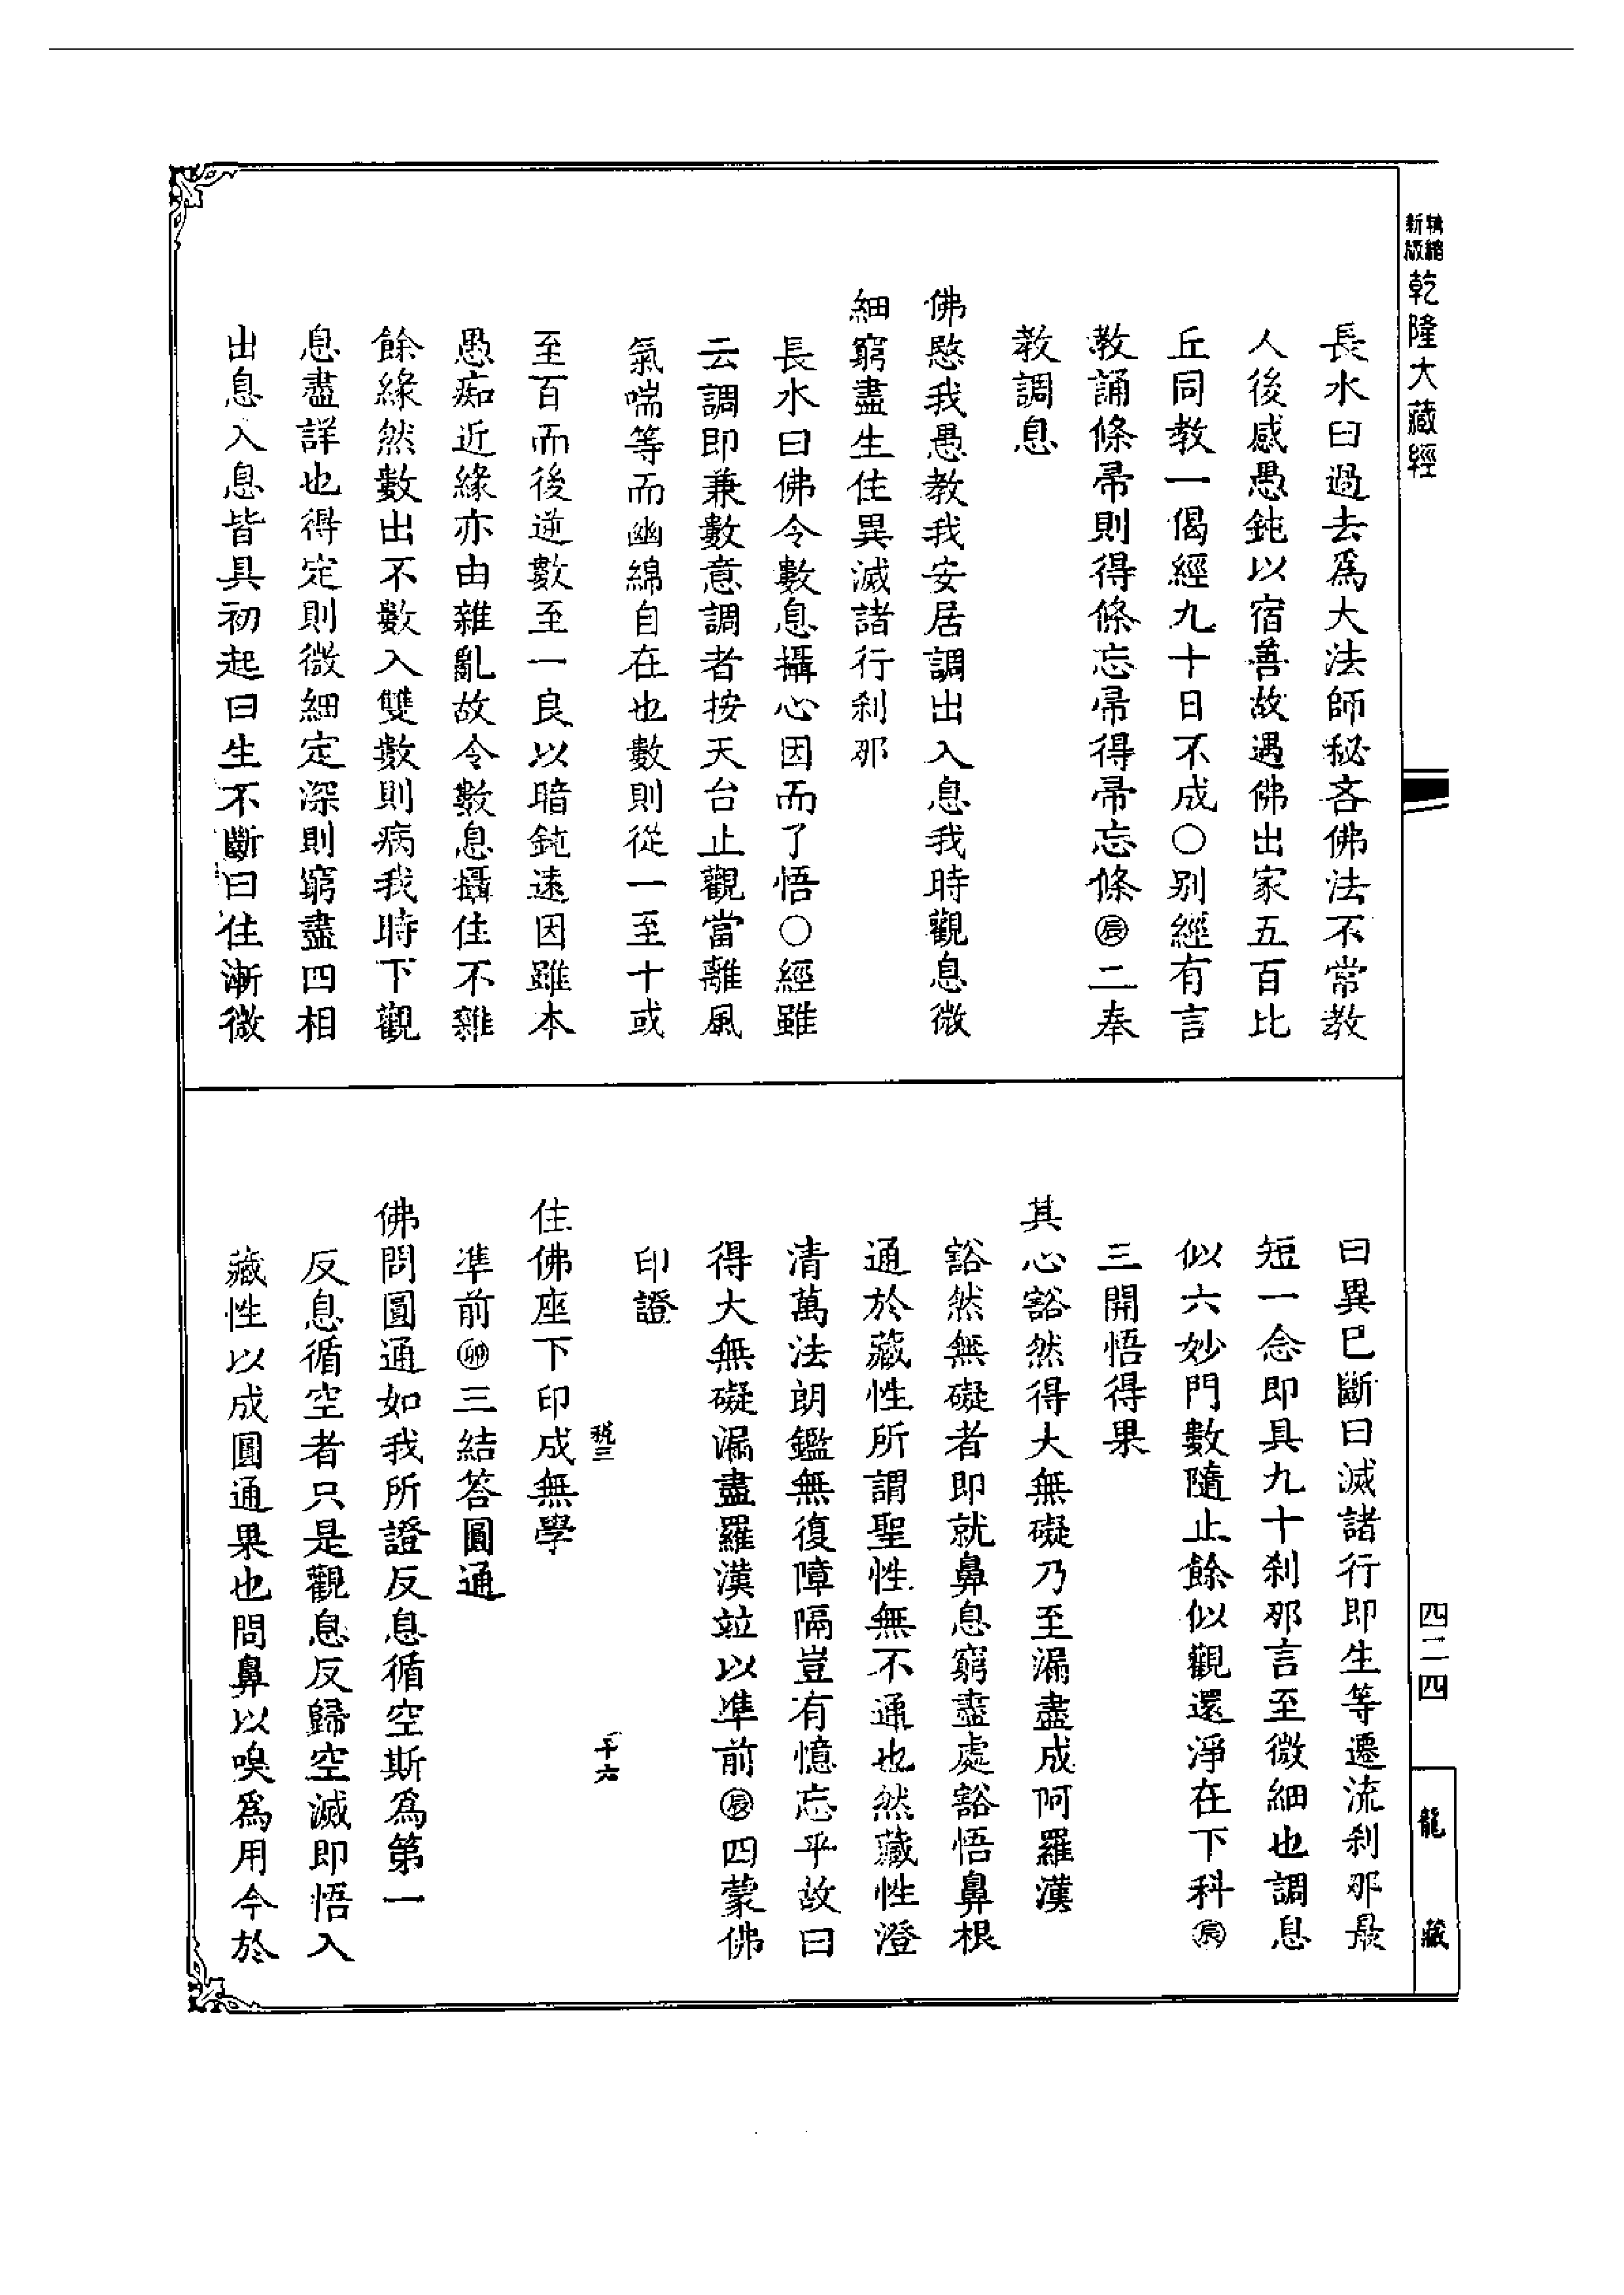 新編
縮版
乾隆大藏經
長水曰過去為大法師秘吝佛法不常教
人後感愚鈍以宿善故遇佛出家五百比
丘同教一偈經九十日不成○別經有言
教誦條帚則得條忘帚得帚忘條㊀二奉
教調息
佛愍我愚教我安居調出入息我時觀息微
細窮盡生住異滅諸行刹那
長水曰佛令數息攝心因而了悟○經雖
云調即兼數意調者按天台止觀當離風
氣喘等而幽綿自在也數則從一至十或
至百而後逆數至一良以暗鈍遠因雖本
愚痴近緣亦由雜亂故令數息攝住不雜
餘緣然數出不數入雙數則病我時下觀
息盡詳也得定則微細定深則窮盡四相
出息入息皆具初起曰生不斷曰住漸微
曰異已斷曰滅諸行即生等遷流刹那最
短一念即具九十刹那言至微細也調息
似六妙門數隨止餘似觀還淨在下科辰
三開悟得果
其心豁然得大無礙乃至漏盡成阿羅漢
豁然無礙者即就鼻息窮盡處豁悟鼻根
通於藏性所謂聖性無不通也然藏性澄
清萬法朗鑑無復障隔豈有憶忘乎故曰
得大無礙漏盡羅漢竝以準前辰四蒙佛
印證
號三
十六
住佛座下印成無學
準前卯三結答圓通
佛問圓通如我所證反息循空斯為第一
反息循空者只是觀息反歸空滅即悟入
藏性以成圓通果也問鼻以嗅為用今於
四二四
龍藏